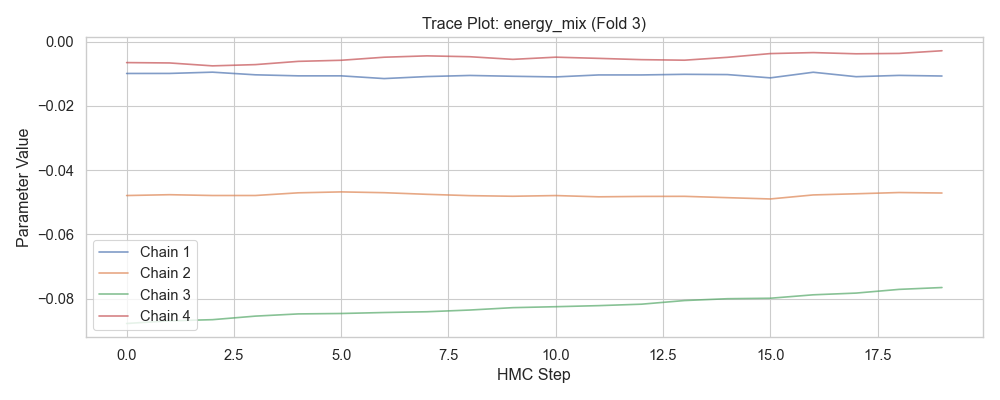 Trace Plot: energy_mix (Fold 3)
Parameter Value
0.00
−0.02
−0.04
−0.06
−0.08
Chain 1
Chain 2
Chain 3
Chain 4
0.0 2.5 5.0 7.5 10.0 12.5 15.0 17.5
HMC Step